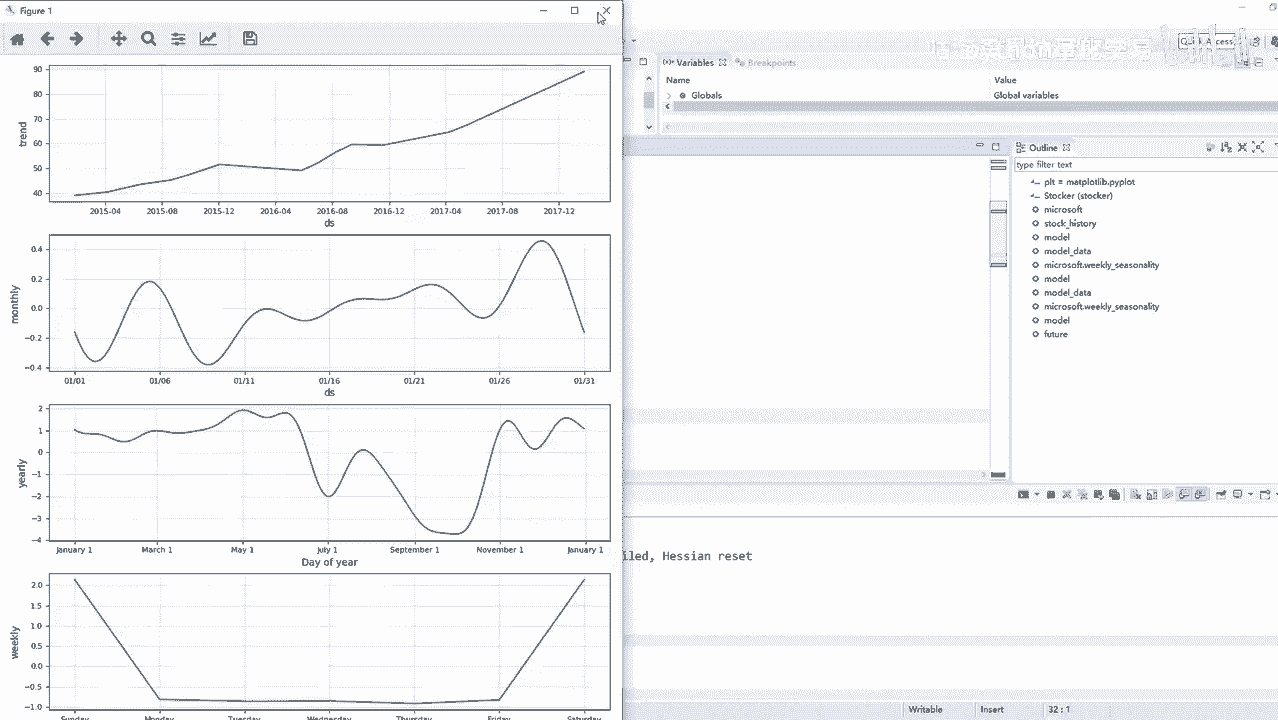 Figure 1
90
80
70
60
50
40
trend
2015-04 2015-08 2015-12 2016-04 2016-08 2016-12 2017-04 2017-08 2017-12
ds
0.4
0.2
0.0
−0.2
−0.4
monthly
01/01 01/06 01/11 01/16 01/21 01/26 01/31
ds
2
1
0
−1
−2
−3
−4
yearly
January 1 March 1 May 1 July 1 September 1 November 1 January 1
Day of year
2.0
1.5
1.0
0.5
0.0
−0.5
−1.0
weekly
Sunday Monday Tuesday Wednesday Thursday Friday Saturday
Variables Breakpoints
Name Value
Globals Global variables
Outline
type filter text
plt = matplotlib.pyplot
Stocker (stocker)
microsoft
stock_history
model
model_data
microsoft.weekly_seasonality
model
model_data
microsoft.weekly_seasonality
model
future
iled, Hessian reset
Writable Insert 32 : 1